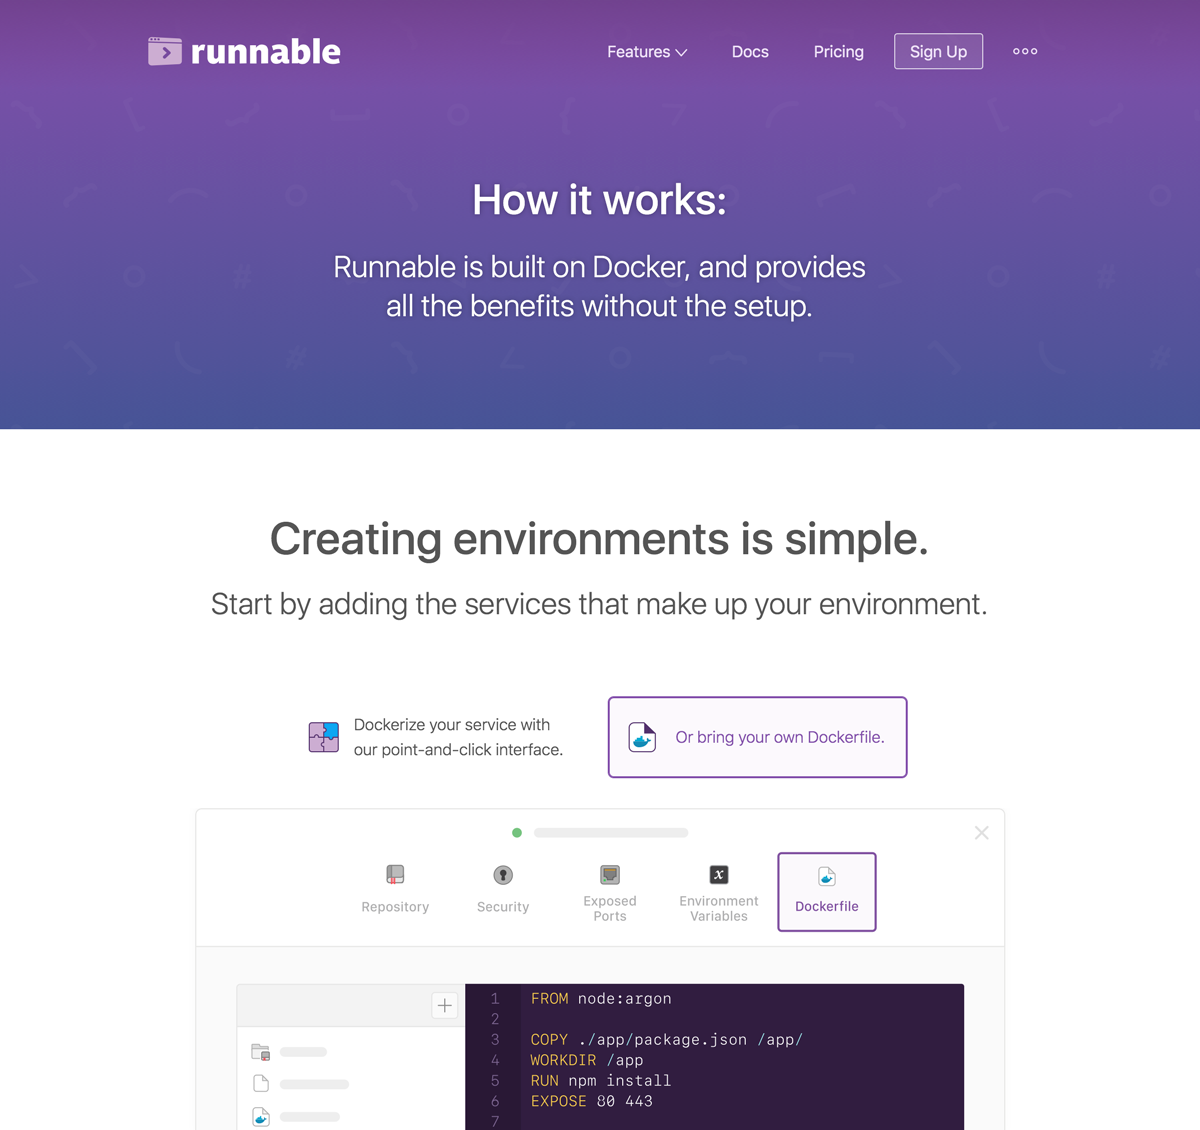 runnable
Features
Docs
Pricing
Sign Up
How it works:
Runnable is built on Docker, and provides
all the benefits without the setup.
Creating environments is simple.
Start by adding the services that make up your environment.
Dockerize your service with
our point-and-click interface.
Or bring your own Dockerfile.
Repository
Security
Exposed
Ports
x
Environment
Variables
Dockerfile
1 FROM node:argon
2
3 COPY ./app/package.json /app/
4 WORKDIR /app
5 RUN npm install
6 EXPOSE 80 443
7